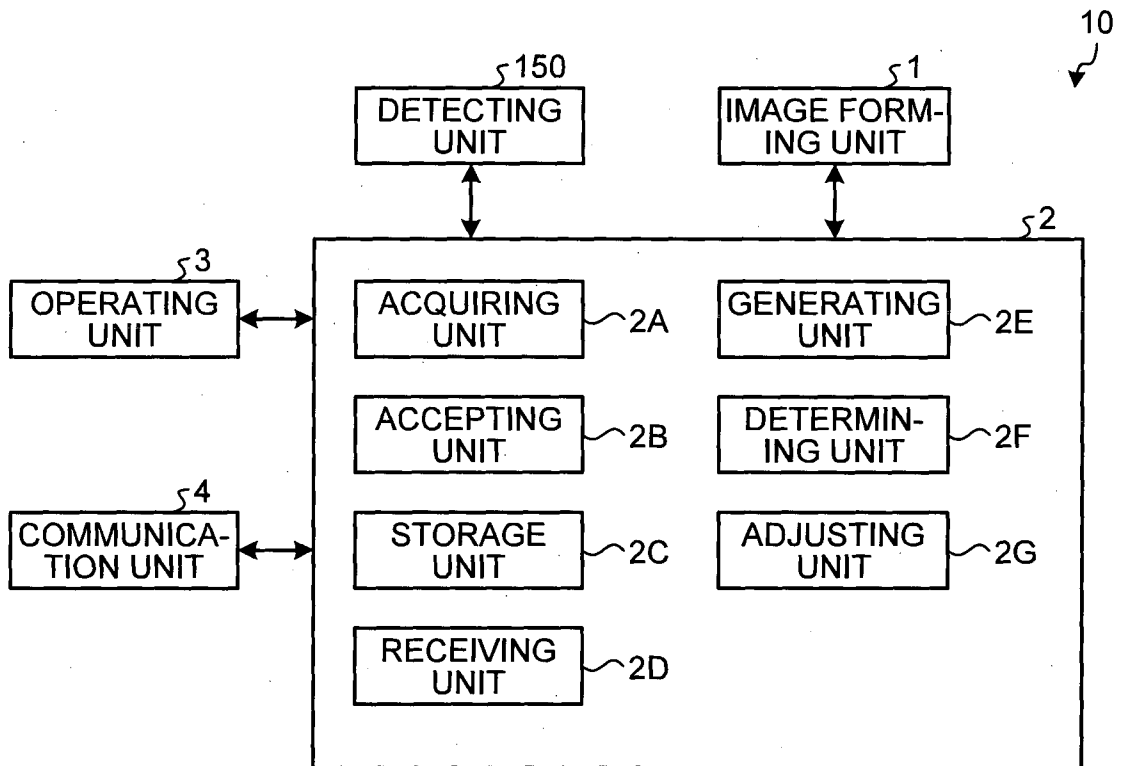 10
150
1
DETECTING
UNIT
IMAGE FORM-
ING UNIT
2
3
OPERATING
UNIT
ACQUIRING
UNIT
2A
GENERATING
UNIT
2E
ACCEPTING
UNIT
2B
DETERMIN-
ING UNIT
2F
4
COMMUNICA-
TION UNIT
STORAGE
UNIT
2C
ADJUSTING
UNIT
2G
RECEIVING
UNIT
2D